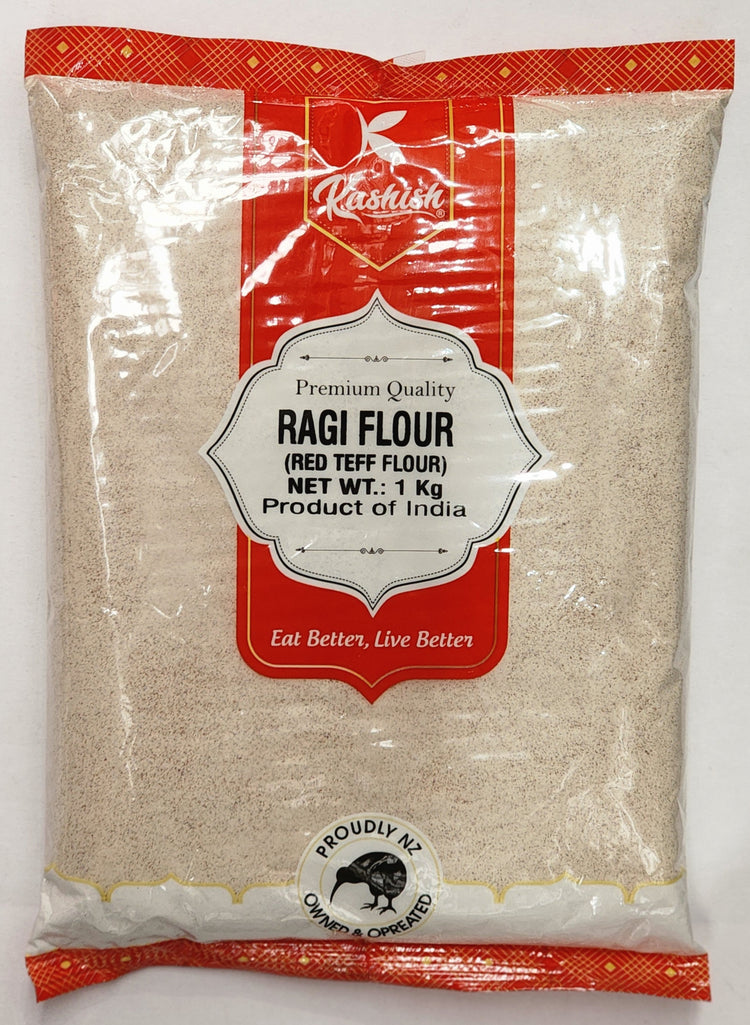 Kashish®
Premium Quality
RAGI FLOUR
(RED TEFF FLOUR)
NET WT.: 1 Kg
Product of India
Eat Better, Live Better
PROUDLY NZ
OWNED & OPREATED